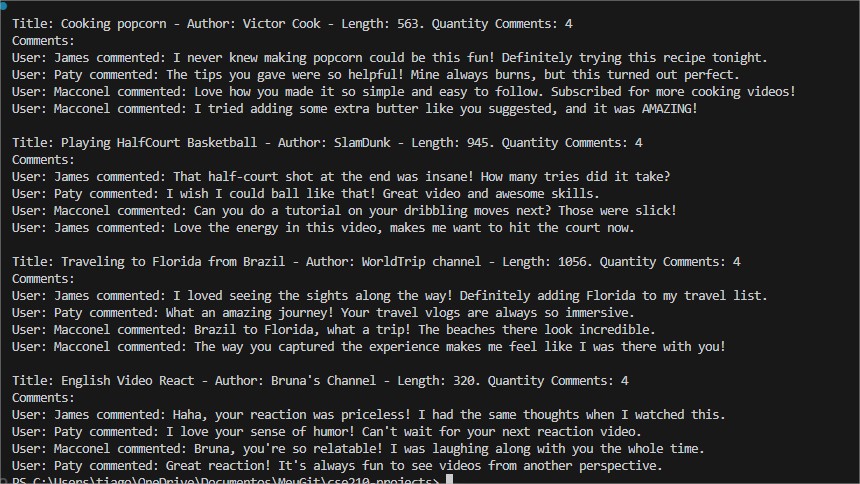 Title: Cooking popcorn - Author: Victor Cook - Length: 563. Quantity Comments: 4
Comments:
User: James commented: I never knew making popcorn could be this fun! Definitely trying this recipe tonight.
User: Paty commented: The tips you gave were so helpful! Mine always burns, but this turned out perfect.
User: Macconel commented: Love how you made it so simple and easy to follow. Subscribed for more cooking videos!
User: Macconel commented: I tried adding some extra butter like you suggested, and it was AMAZING!
Title: Playing HalfCourt Basketball - Author: SlamDunk - Length: 945. Quantity Comments: 4
Comments:
User: James commented: That half-court shot at the end was insane! How many tries did it take?
User: Paty commented: I wish I could ball like that! Great video and awesome skills.
User: Macconel commented: Can you do a tutorial on your dribbling moves next? Those were slick!
User: James commented: Love the energy in this video, makes me want to hit the court now.
Title: Traveling to Florida from Brazil - Author: WorldTrip channel - Length: 1056. Quantity Comments: 4
Comments:
User: James commented: I loved seeing the sights along the way! Definitely adding Florida to my travel list.
User: Paty commented: What an amazing journey! Your travel vlogs are always so immersive.
User: Macconel commented: Brazil to Florida, what a trip! The beaches there look incredible.
User: Macconel commented: The way you captured the experience makes me feel like I was there with you!
Title: English Video React - Author: Bruna's Channel - Length: 320. Quantity Comments: 4
Comments:
User: James commented: Haha, your reaction was priceless! I had the same thoughts when I watched this.
User: Paty commented: I love your sense of humor! Can't wait for your next reaction video.
User: Macconel commented: Bruna, you're so relatable! I was laughing along with you the whole time.
User: Paty commented: Great reaction! It's always fun to see videos from another perspective.
PS C:\Users\tiago\OneDrive\Documentos\MeuGit\cse210-projects>